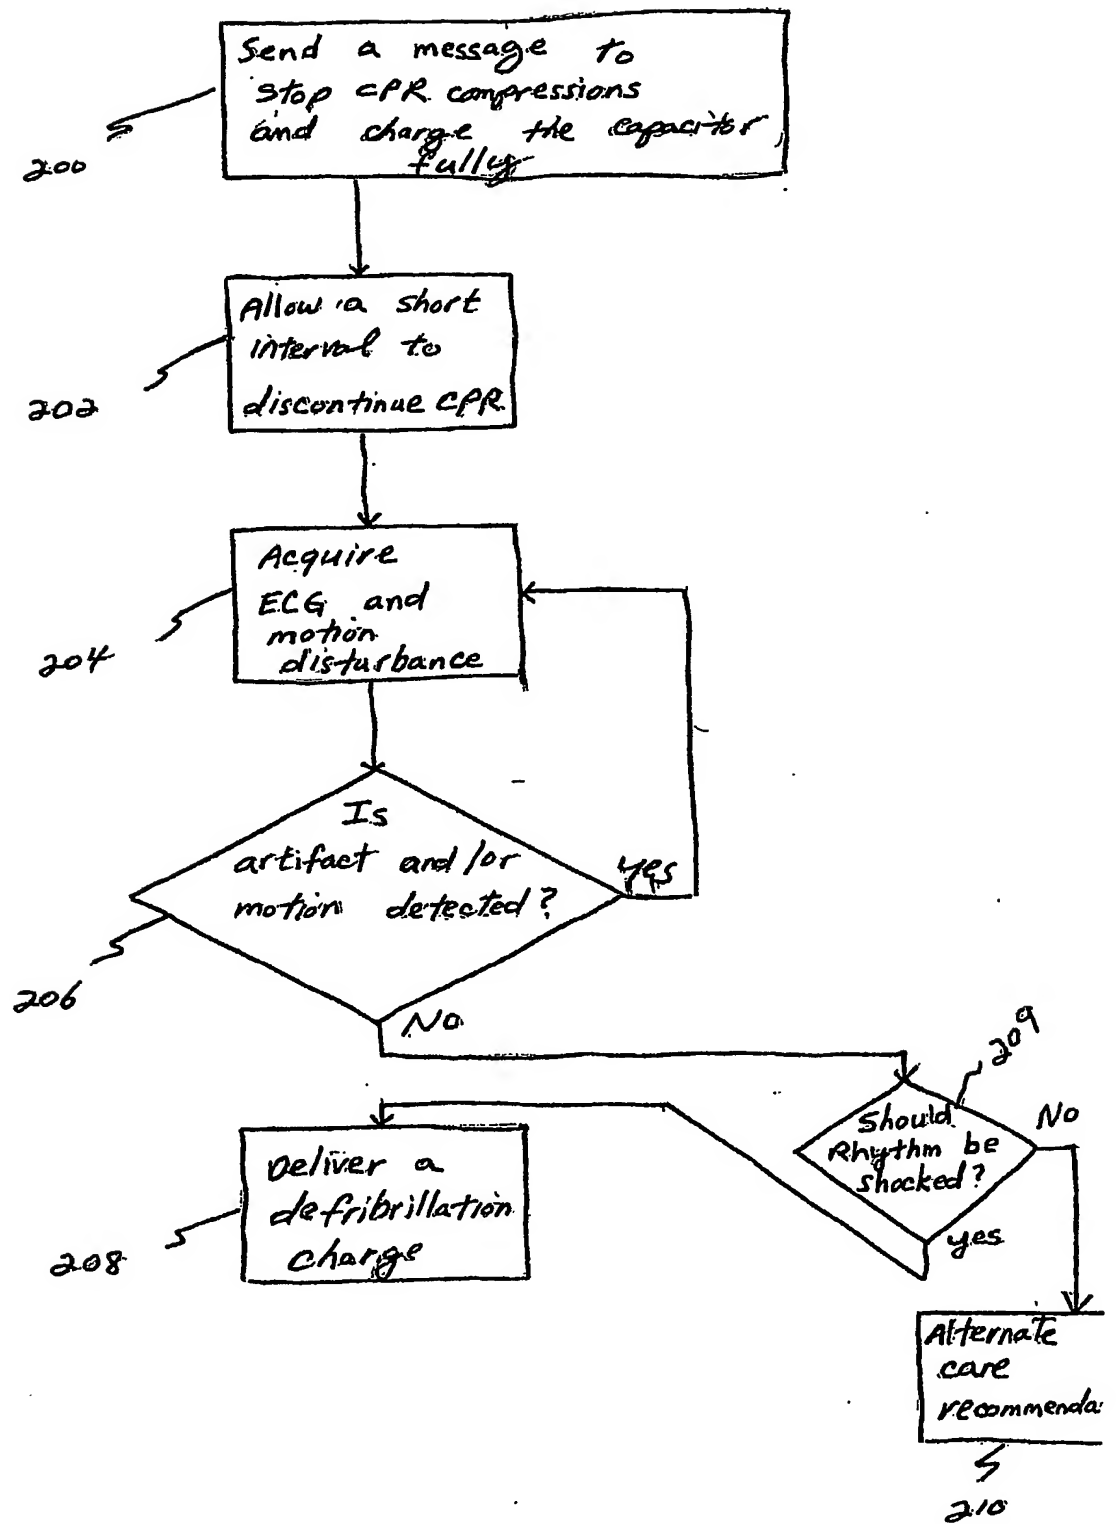 Send a message to
stop CPR compressions
and charge the capacitor
fully
200
Allow a short
interval to
discontinue CPR
202
Acquire
ECG and
motion
disturbance
204
Is
artifact and/or
motion detected?
yes
206
No
209
Should
Rhythm be
shocked?
No
yes
Deliver a
defribrillation
charge
208
Alternate
care
recommenda
210